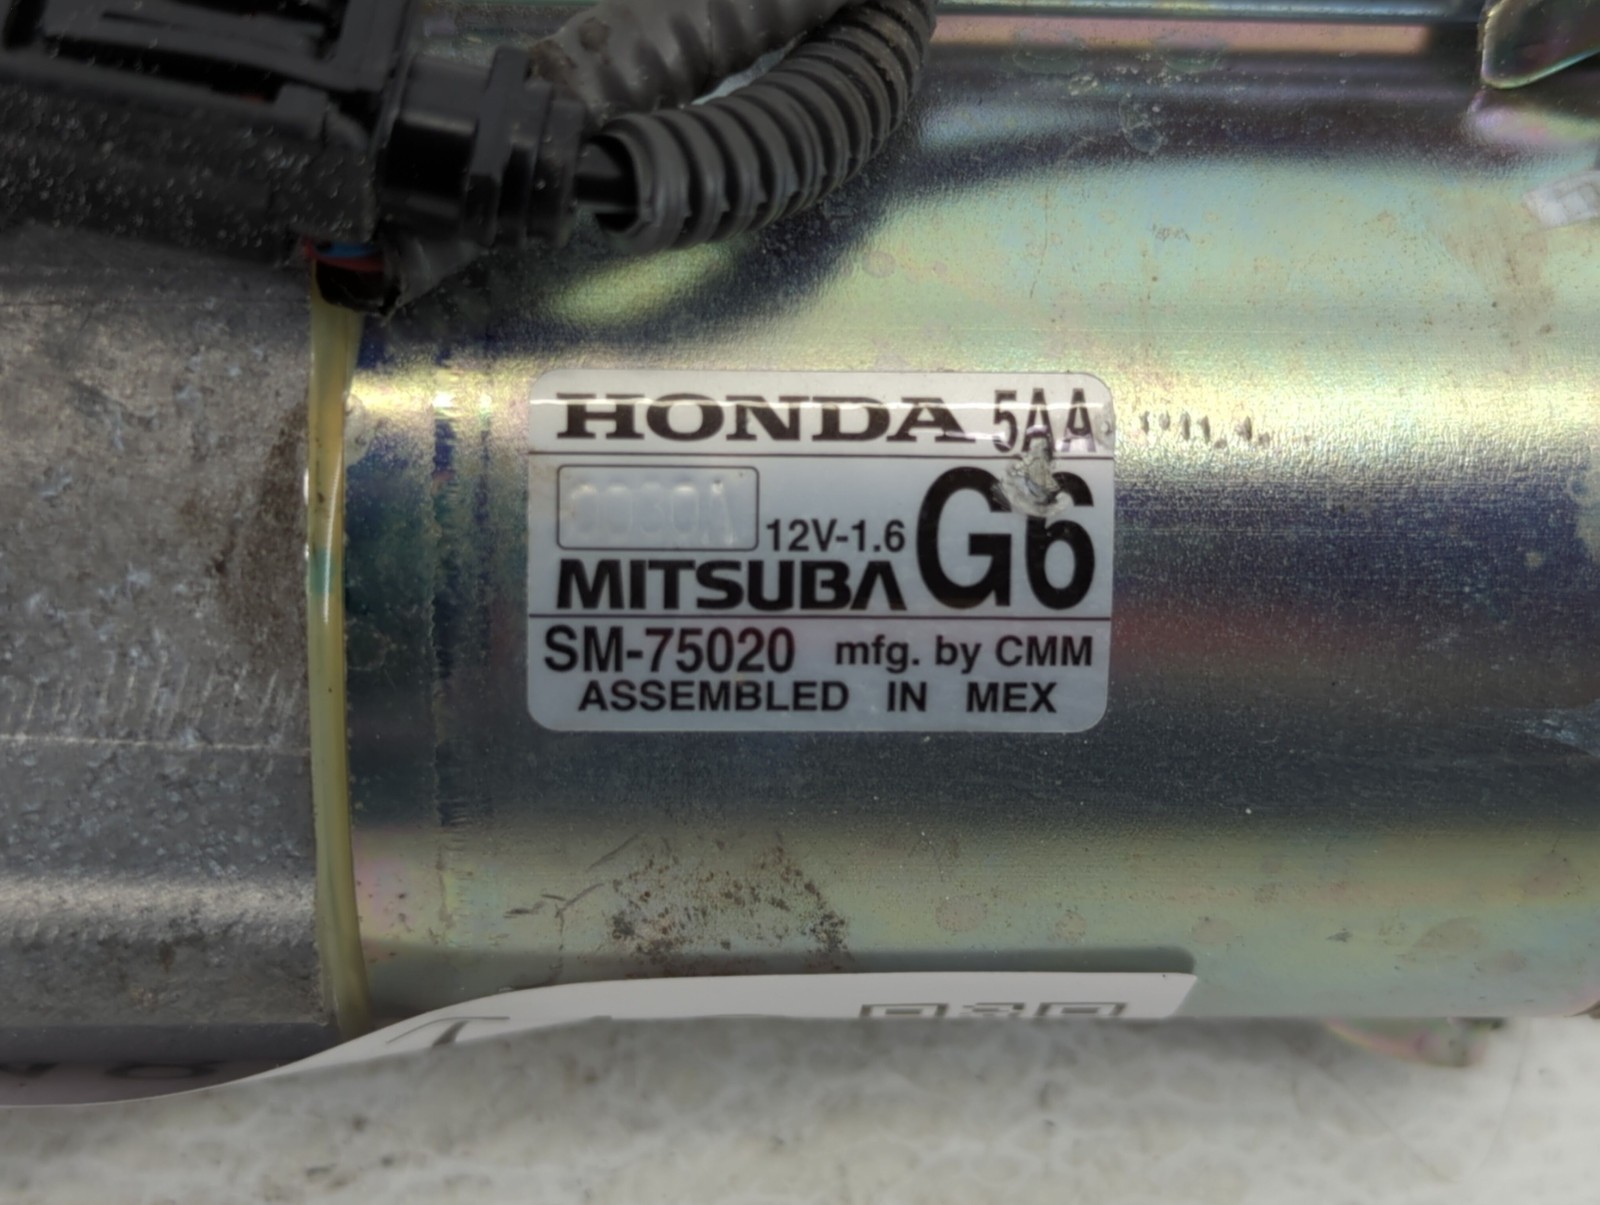 HONDA 5AA
12V-1.6 G6
MITSUBA
SM-75020 mfg. by CMM
ASSEMBLED IN MEX